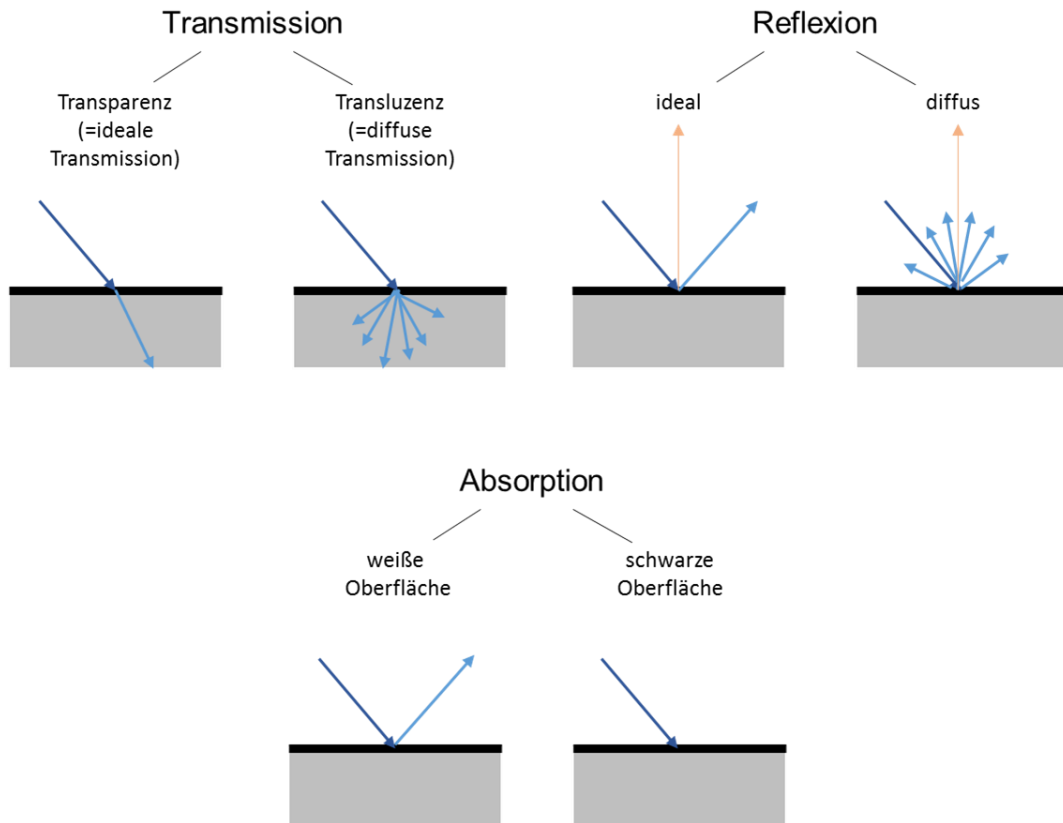 Transmission
Transparenz
(=ideale
Transmission)
Transluzenz
(=diffuse
Transmission)
Reflexion
ideal
diffus
Absorption
weiße
Oberfläche
schwarze
Oberfläche